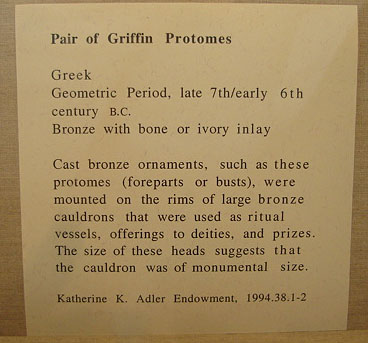 Pair of Griffin Protomes
Greek
Geometric Period, late 7th/early 6th
century B.C.
Bronze with bone or ivory inlay
Cast bronze ornaments, such as these
protomes (foreparts or busts), were
mounted on the rims of large bronze
cauldrons that were used as ritual
vessels, offerings to deities, and prizes.
The size of these heads suggests that
the cauldron was of monumental size.
Katherine K. Adler Endowment, 1994.38.1-2